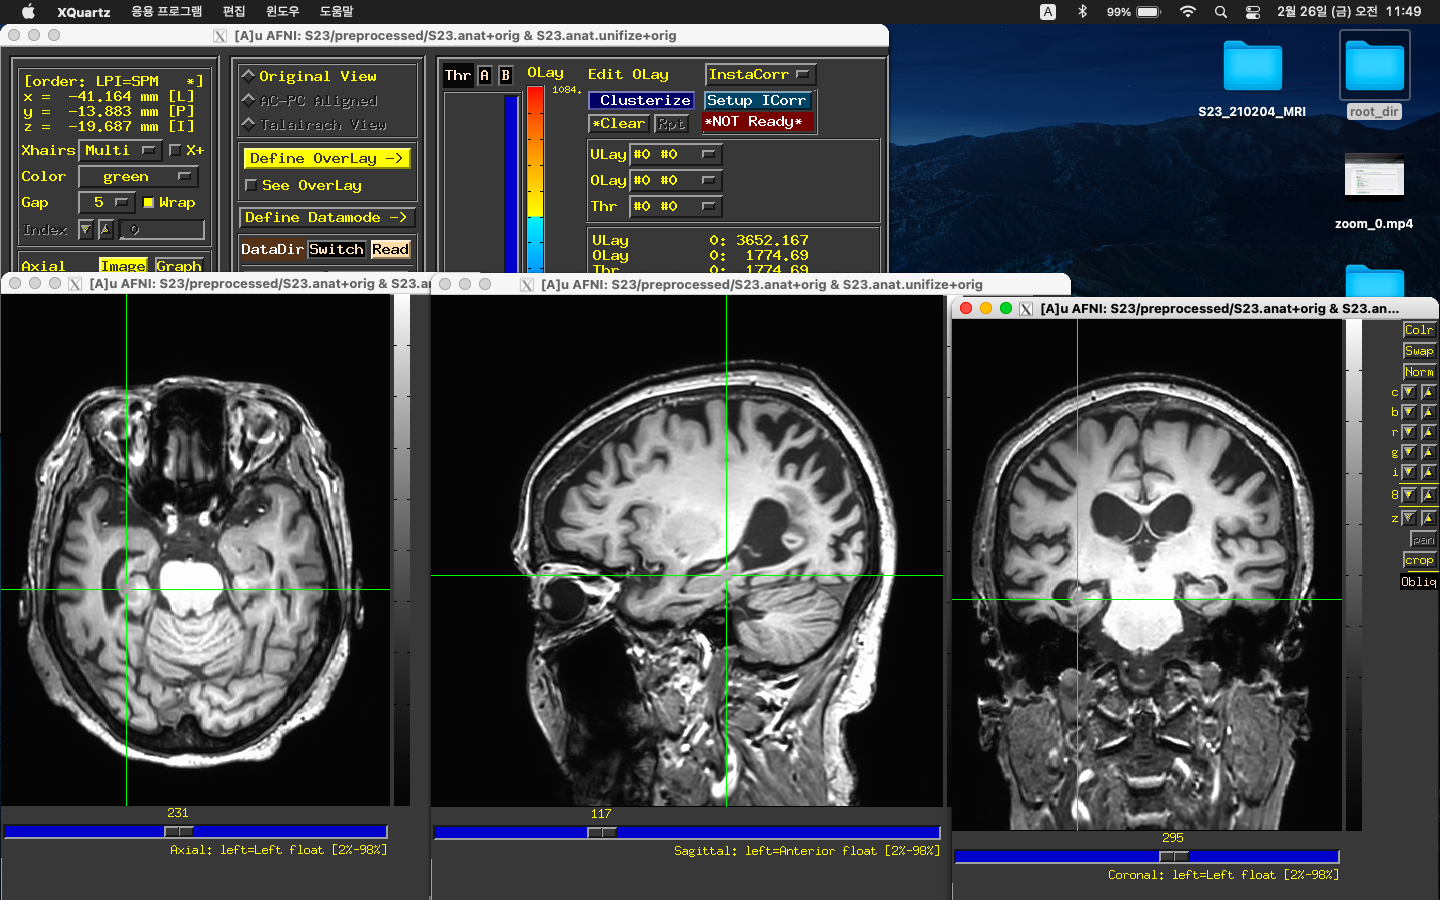 XQuartz 응용 프로그램 편집 윈도우 도움말
A 99% 2월 26일 (금) 오전 11:49
[A]u AFNI: S23/preprocessed/S23.anat+orig & S23.anat.unifize+orig
[order: LPI=SPM *]
x = -41.164 mm [L]
y = -13.883 mm [P]
z = -19.687 mm [I]
Xhairs Multi X+
Color green
Gap 5 Wrap
Index 0
Axial Image Graph
Original View
AC-PC Aligned
Talairach View
Define OverLay ->
See OverLay
Define Datamode ->
DataDir Switch Read
Thr A B OLay
1084.
Edit OLay InstaCorr
Clusterize Setup ICorr
*Clear Rpt *NOT Ready*
ULay #0 #0
OLay #0 #0
Thr #0 #0
ULay 0: 3652.167
OLay 0: 1774.69
Thr 0: 1774.69
S23_210204_MRI
root_dir
zoom_0.mp4
[A]u AFNI: S23/preprocessed/S23.anat+orig & S23.a
231
Axial: left=Left float [2%-98%]
[A]u AFNI: S23/preprocessed/S23.anat+orig & S23.anat.unifize+orig
117
Sagittal: left=Anterior float [2%-98%]
[A]u AFNI: S23/preprocessed/S23.anat+orig & S23.an...
Colr
Swap
Norm
c
b
r
g
i
8
z
pan
crop
Obliq
295
Coronal: left=Left float [2%-98%]